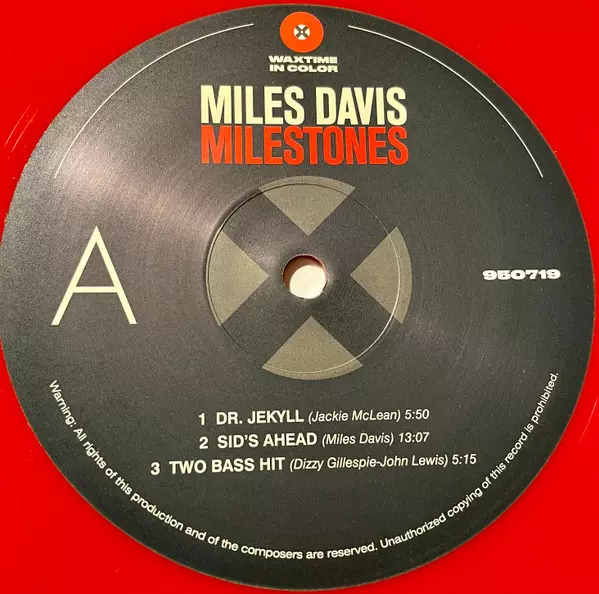 WAXTIME
IN COLOR
MILES DAVIS
MILESTONES
A
950719
1 DR. JEKYLL (Jackie McLean) 5:50
2 SID'S AHEAD (Miles Davis) 13:07
3 TWO BASS HIT (Dizzy Gillespie-John Lewis) 5:15
Warning: All rights of this production and of the composers are reserved. Unauthorized copying of this record is prohibited.